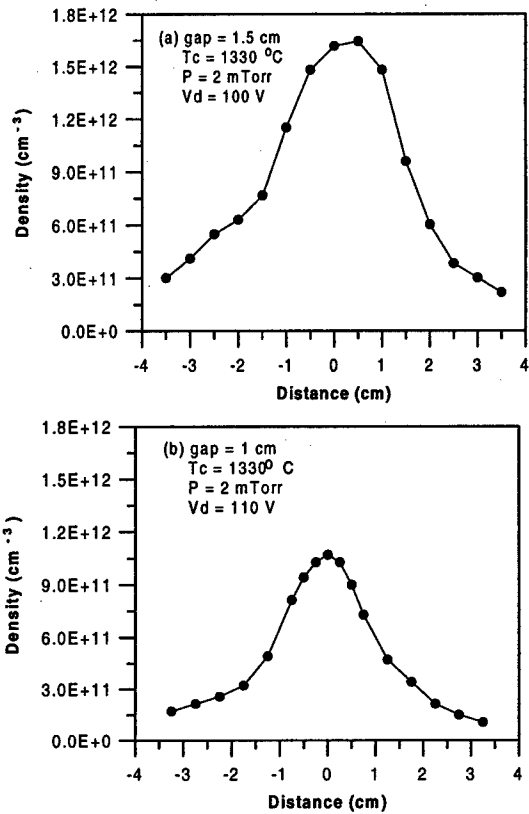 (a) gap = 1.5 cm
Tc = 1330 ⁰C
P = 2 mTorr
Vd = 100 V
Density (cm⁻³)
1.8E+12
1.5E+12
1.2E+12
9.0E+11
6.0E+11
3.0E+11
0.0E+0
-4 -3 -2 -1 0 1 2 3 4
Distance (cm)
(b) gap = 1 cm
Tc = 1330⁰ C
P = 2 mTorr
Vd = 110 V
Density (cm⁻³)
1.8E+12
1.5E+12
1.2E+12
9.0E+11
6.0E+11
3.0E+11
0.0E+0
-4 -3 -2 -1 0 1 2 3 4
Distance (cm)